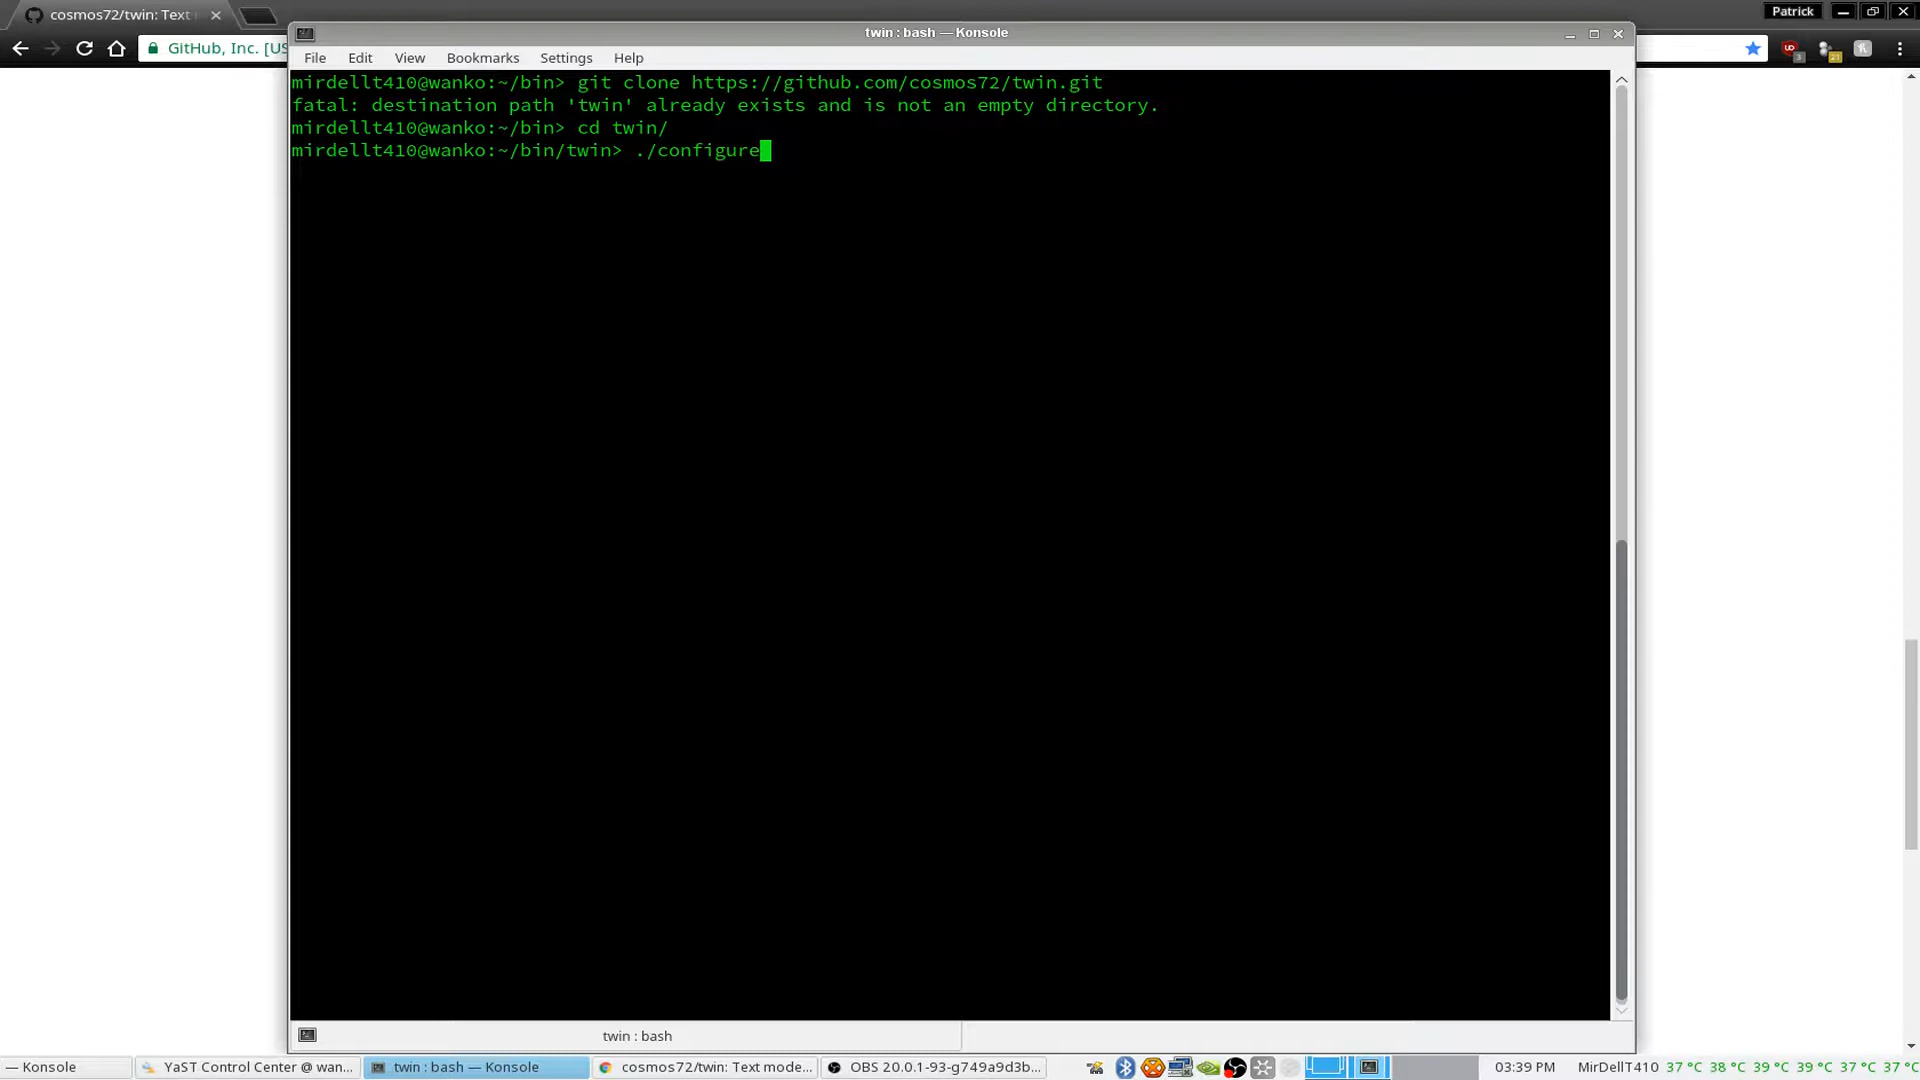 cosmos72/twin: Text
Patrick
GitHub, Inc. [US
twin : bash — Konsole
File Edit View Bookmarks Settings Help
mirdellt410@wanko:~/bin> git clone https://github.com/cosmos72/twin.git
fatal: destination path 'twin' already exists and is not an empty directory.
mirdellt410@wanko:~/bin> cd twin/
mirdellt410@wanko:~/bin/twin> ./configure
twin : bash
— Konsole
YaST Control Center @ wan...
twin : bash — Konsole
cosmos72/twin: Text mode...
OBS 20.0.1-93-g749a9d3b...
03:39 PM
MirDellT410 37 °C 38 °C 39 °C 39 °C 37 °C 37 °C